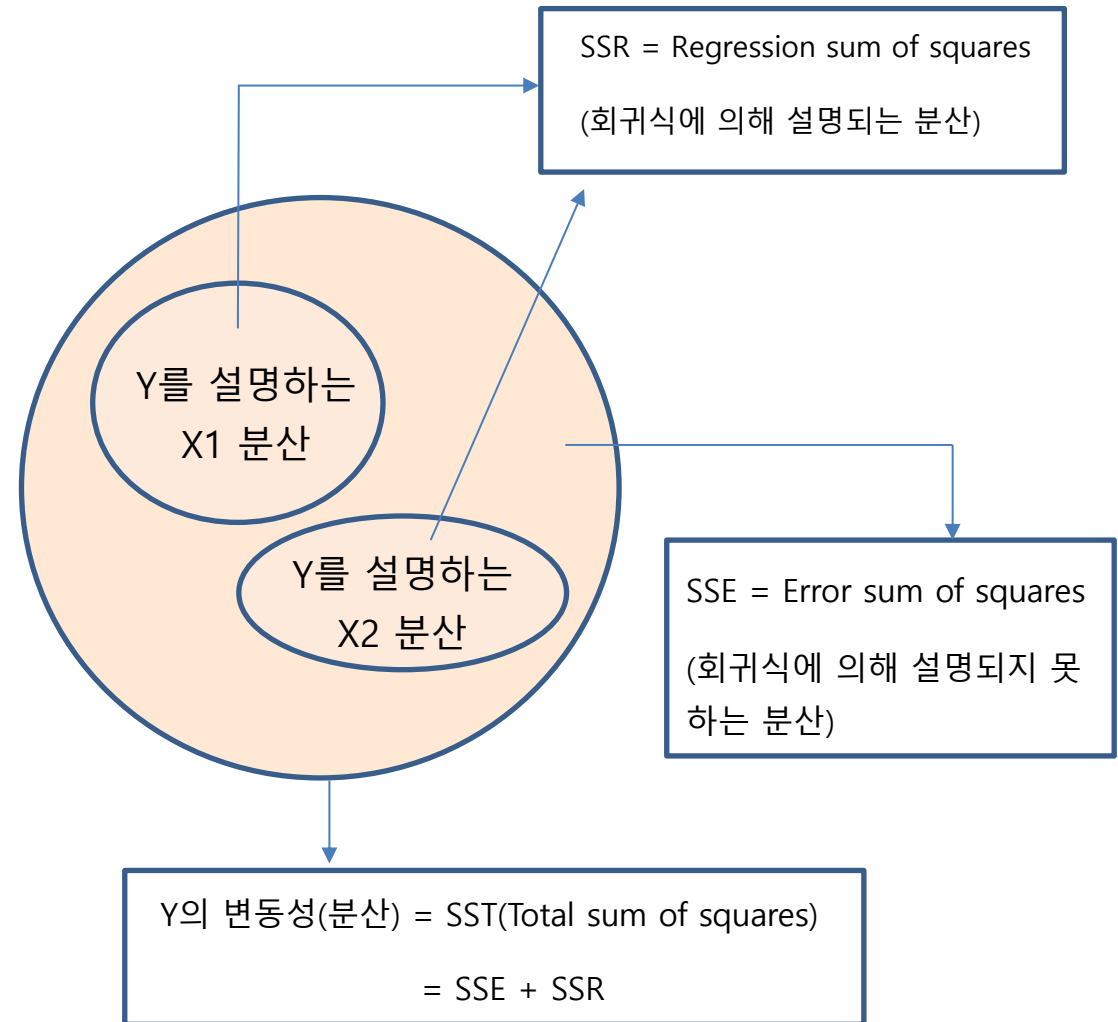 SSR = Regression sum of squares
(회귀식에 의해 설명되는 분산)
Y를 설명하는
X1 분산
Y를 설명하는
X2 분산
SSE = Error sum of squares
(회귀식에 의해 설명되지 못
하는 분산)
Y의 변동성(분산) = SST(Total sum of squares)
= SSE + SSR